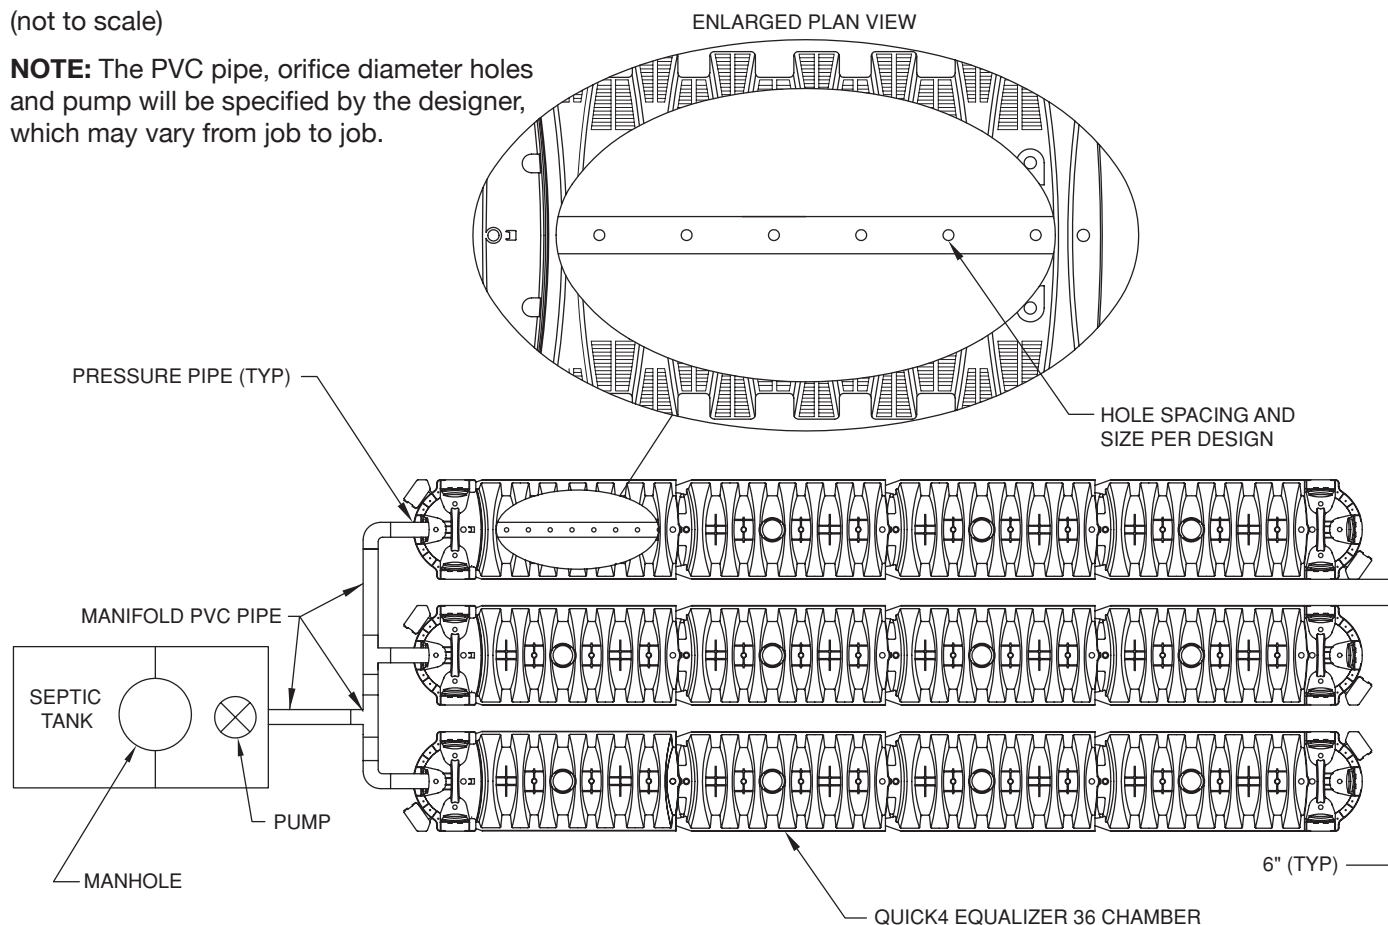 (not to scale)
NOTE: The PVC pipe, orifice diameter holes
and pump will be specified by the designer,
which may vary from job to job.
ENLARGED PLAN VIEW
PRESSURE PIPE (TYP)
HOLE SPACING AND
SIZE PER DESIGN
MANIFOLD PVC PIPE
SEPTIC
TANK
PUMP
MANHOLE
6" (TYP)
QUICK4 EQUALIZER 36 CHAMBER